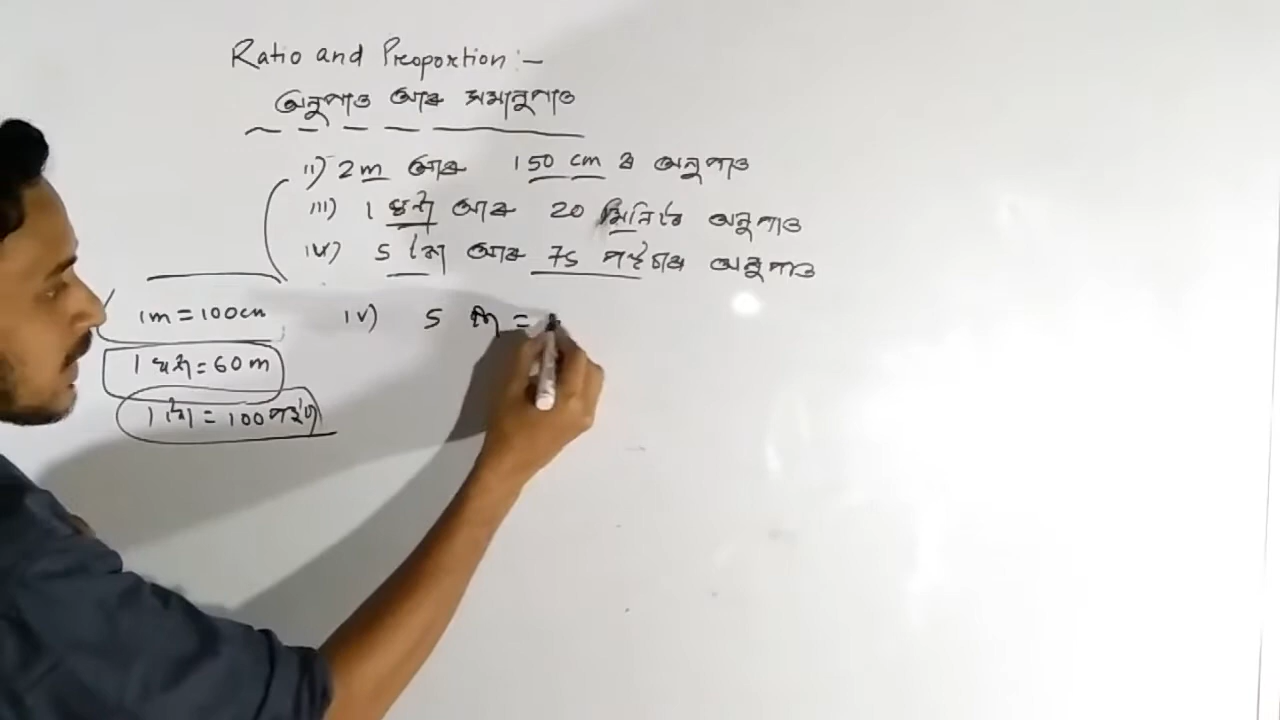 Ratio and Proportion :-
অনুপাত আৰু সমানুপাত
ii) 2m আৰু 150 cm ৰ অনুপাত
iii) 1 ঘন্টা আৰু 20 মিনিটৰ অনুপাত
iv) 5 টকা আৰু 75 পইচাৰ অনুপাত
1m = 100cm
iv) 5 =
1 ঘন্টা = 60 m
1 টকা = 100 পইচা